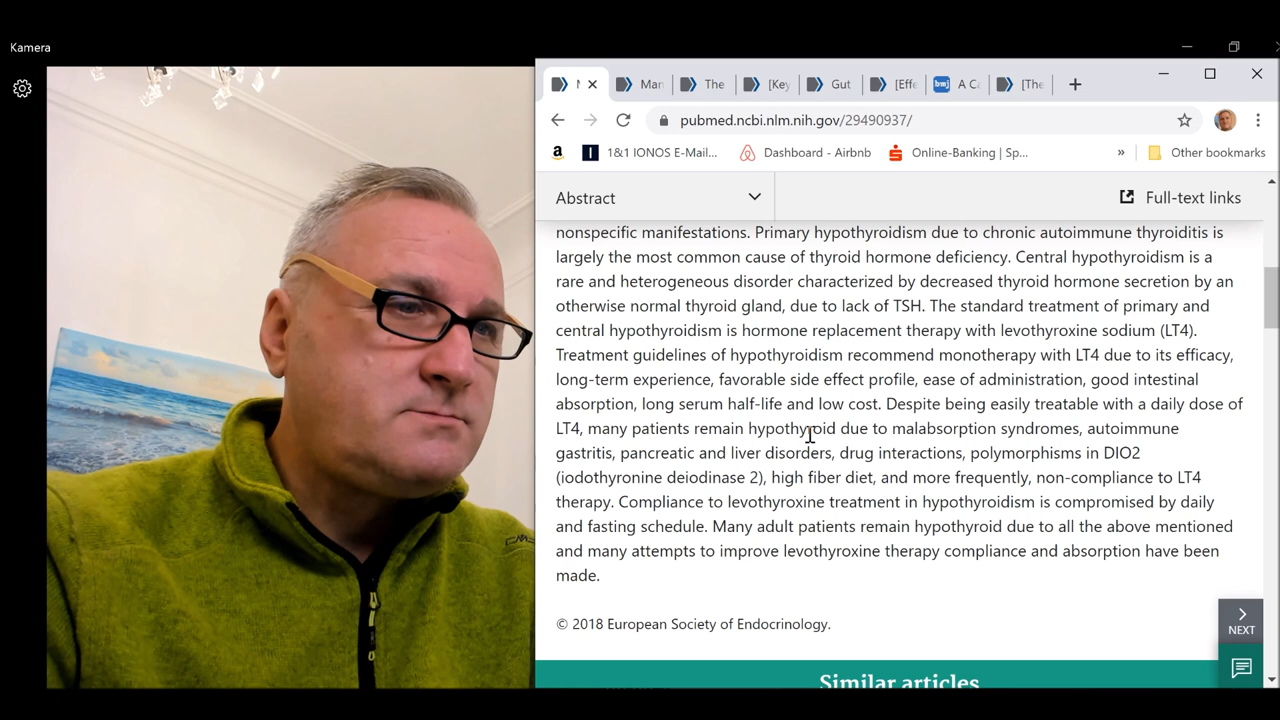 Kamera
Mar
The
[Key
Gut
[Effe
bmj
A Ca
[The
pubmed.ncbi.nlm.nih.gov/29490937/
1&1 IONOS E-Mail...
Dashboard - Airbnb
Online-Banking | Sp...
»
Other bookmarks
Abstract
Full-text links
nonspecific manifestations. Primary hypothyroidism due to chronic autoimmune thyroiditis is
largely the most common cause of thyroid hormone deficiency. Central hypothyroidism is a
rare and heterogeneous disorder characterized by decreased thyroid hormone secretion by an
otherwise normal thyroid gland, due to lack of TSH. The standard treatment of primary and
central hypothyroidism is hormone replacement therapy with levothyroxine sodium (LT4).
Treatment guidelines of hypothyroidism recommend monotherapy with LT4 due to its efficacy,
long-term experience, favorable side effect profile, ease of administration, good intestinal
absorption, long serum half-life and low cost. Despite being easily treatable with a daily dose of
LT4, many patients remain hypothyroid due to malabsorption syndromes, autoimmune
gastritis, pancreatic and liver disorders, drug interactions, polymorphisms in DIO2
(iodothyronine deiodinase 2), high fiber diet, and more frequently, non-compliance to LT4
therapy. Compliance to levothyroxine treatment in hypothyroidism is compromised by daily
and fasting schedule. Many adult patients remain hypothyroid due to all the above mentioned
and many attempts to improve levothyroxine therapy compliance and absorption have been
made.
© 2018 European Society of Endocrinology.
NEXT
Similar articles